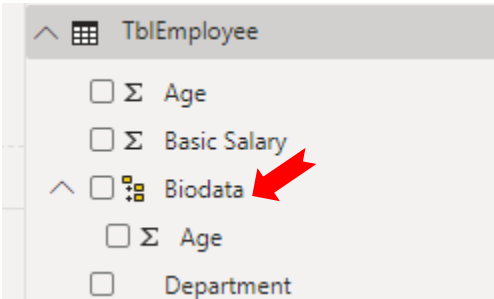 TblEmployee
Σ Age
Σ Basic Salary
Biodata
Σ Age
Department